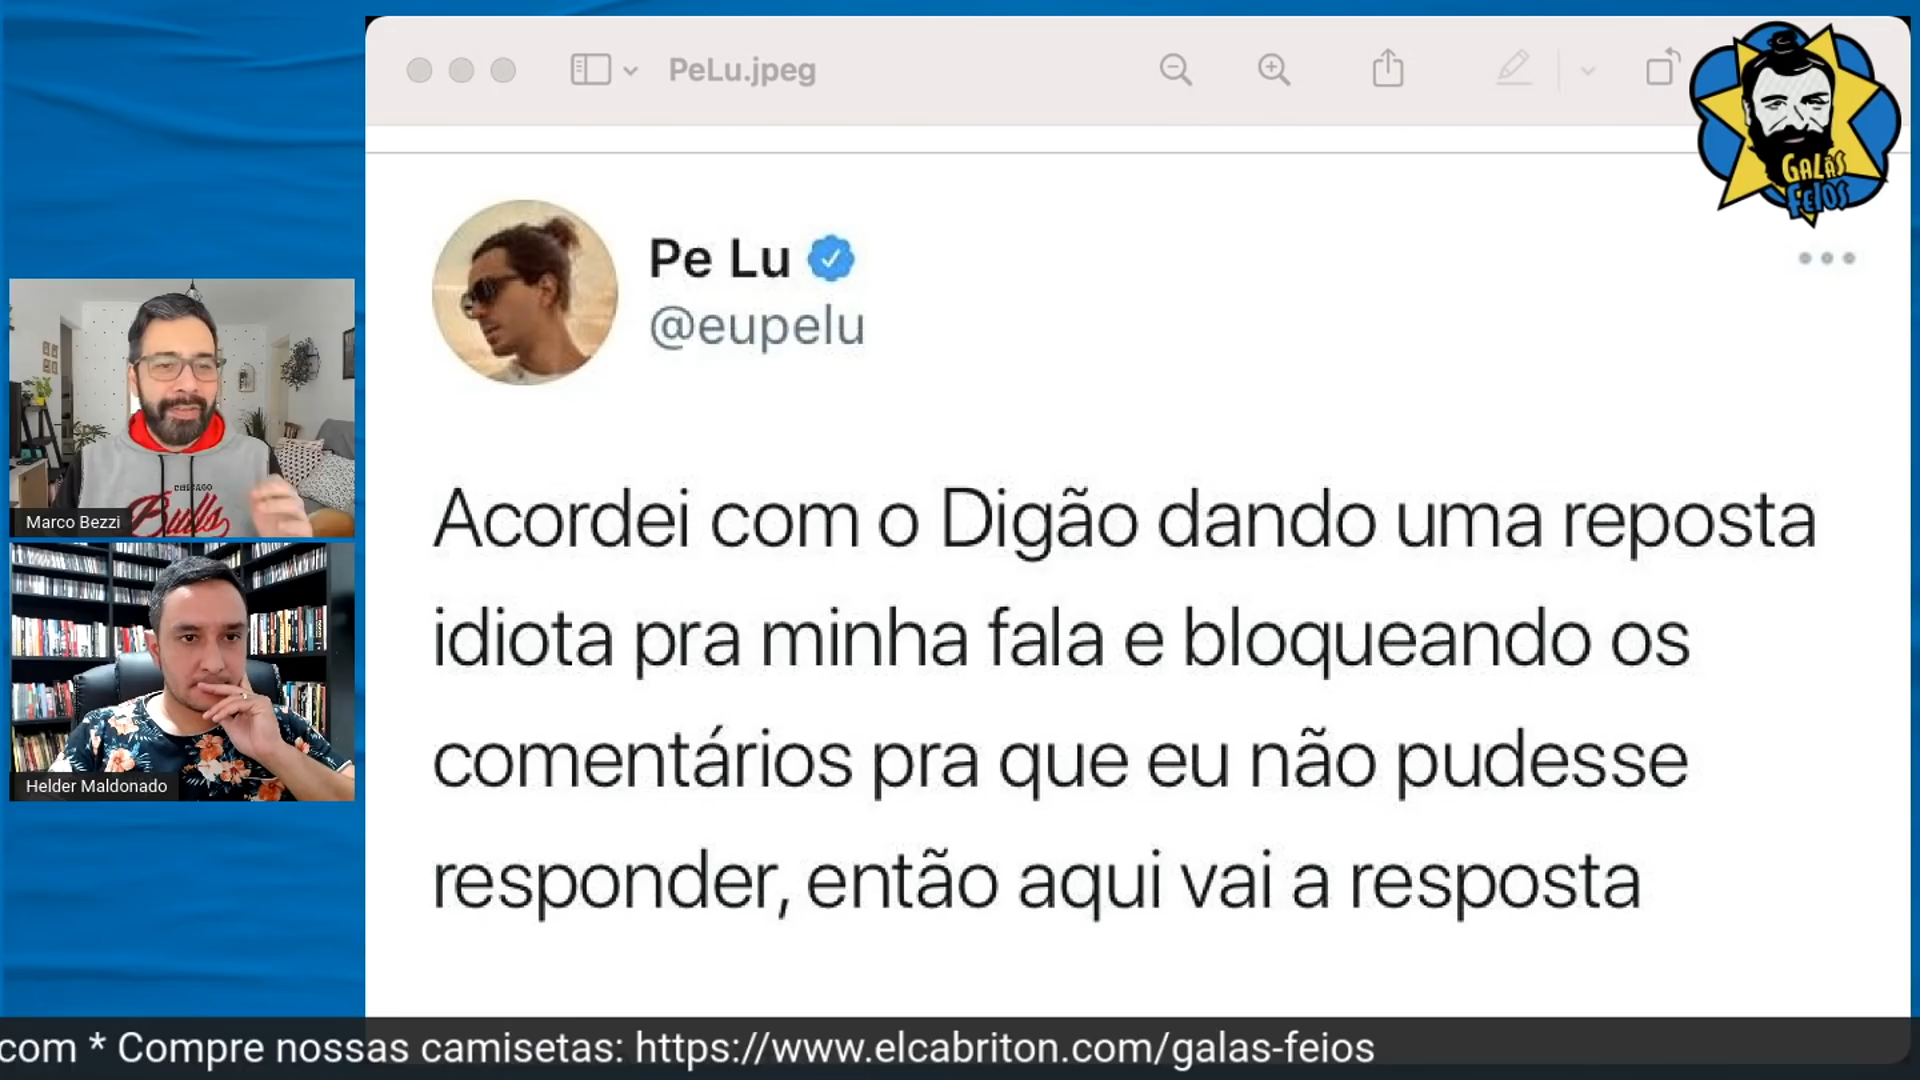 PeLu.jpeg
GALÃS
FEIOS
Pe Lu
@eupelu
CHICAGO
Bulls
Marco Bezzi
Helder Maldonado
Acordei com o Digão dando uma reposta
idiota pra minha fala e bloqueando os
comentários pra que eu não pudesse
responder, então aqui vai a resposta
com * Compre nossas camisetas: https://www.elcabriton.com/galas-feios